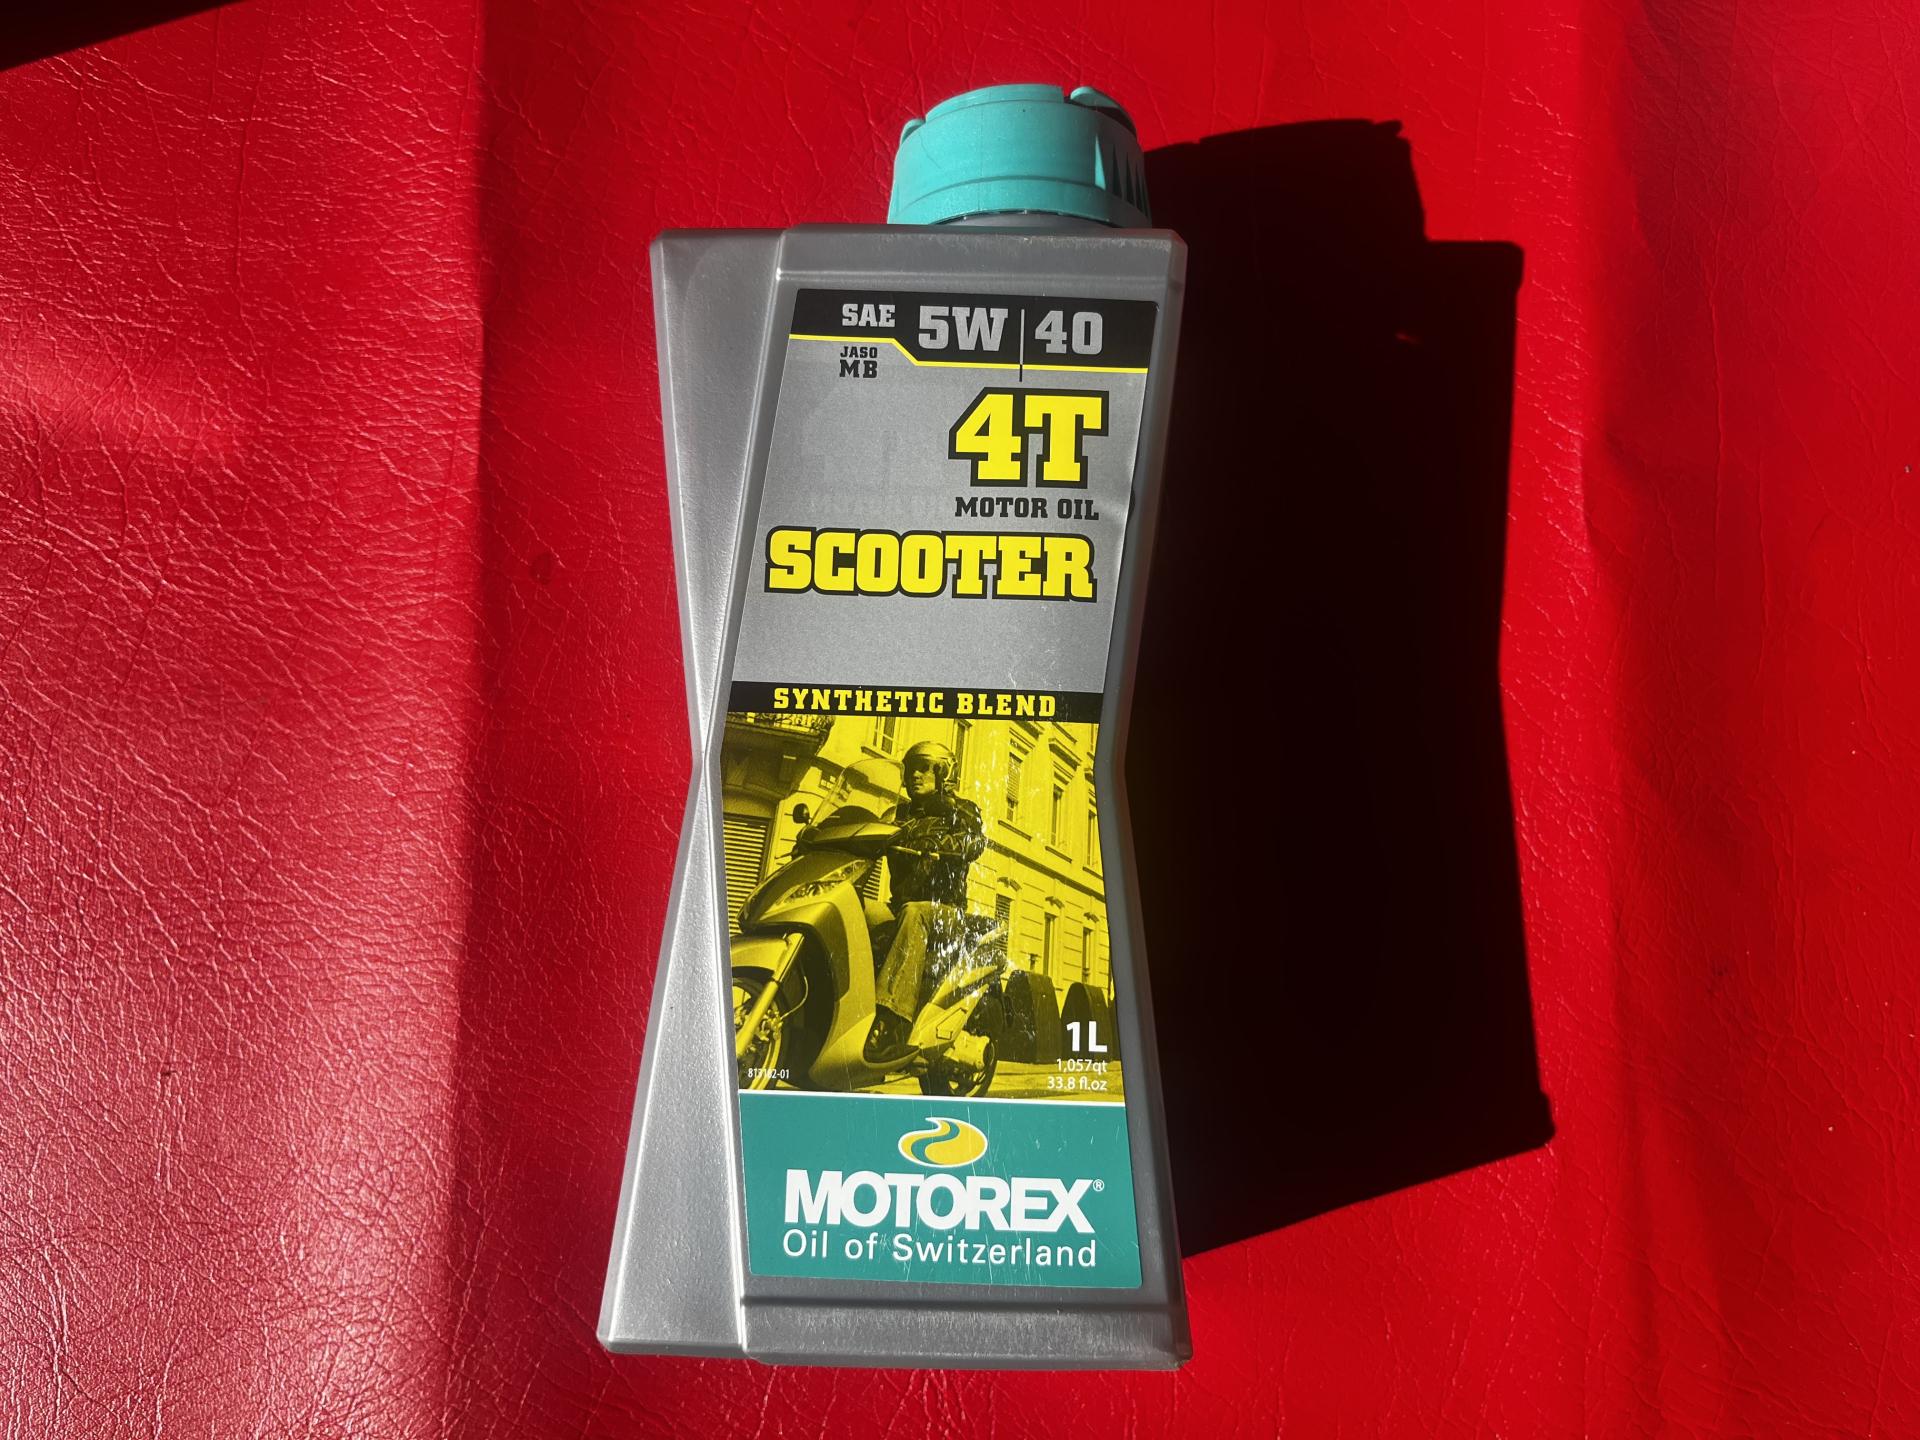 SAE 5W 40
JASO
MB
4T
MOTOR OIL
SCOOTER
SYNTHETIC BLEND
1L
1,057qt
33.8 fl.oz
MOTOREX®
Oil of Switzerland